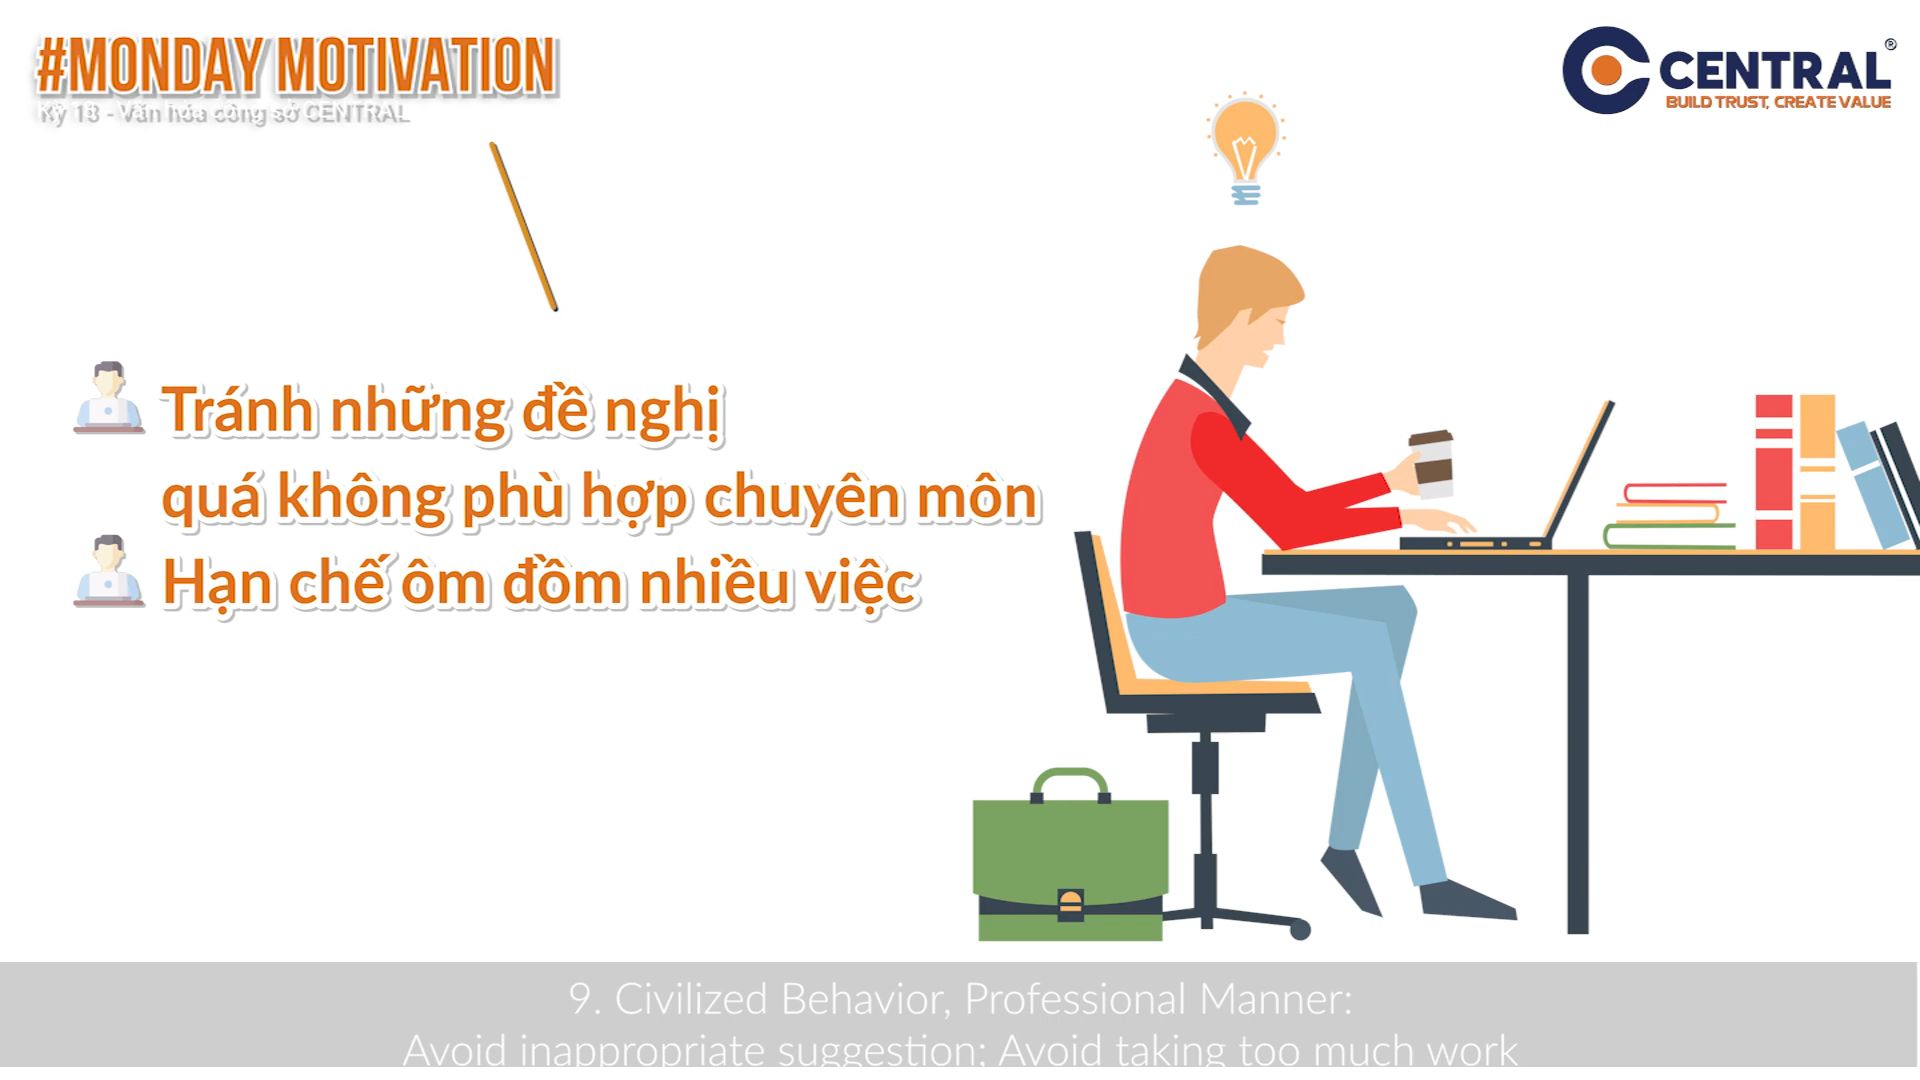 #MONDAY MOTIVATION
Kỳ 18 - Văn hóa công sở CENTRAL
CENTRAL®
BUILD TRUST, CREATE VALUE
Tránh những đề nghị
quá không phù hợp chuyên môn
Hạn chế ôm đồm nhiều việc
9. Civilized Behavior, Professional Manner:
Avoid inappropriate suggestion; Avoid taking too much work